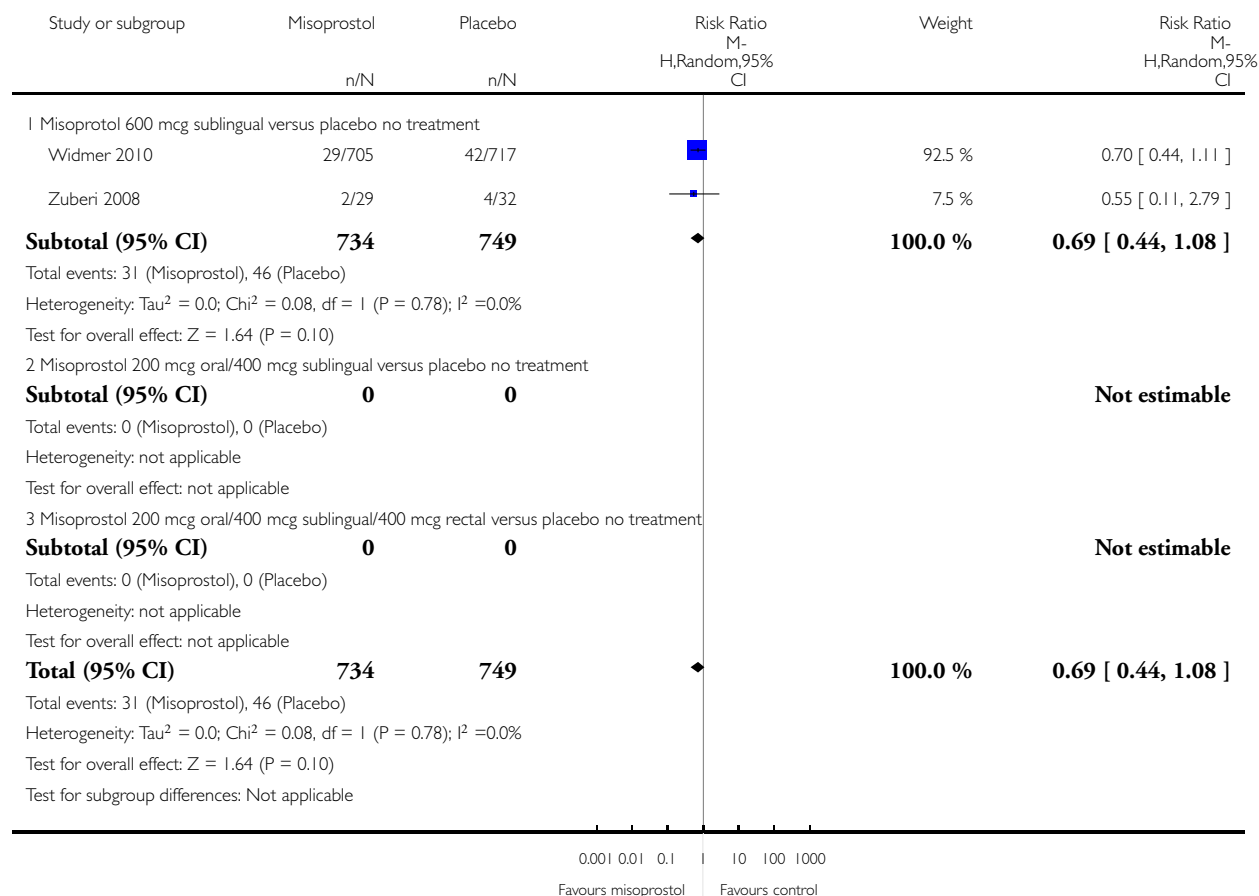 Study or subgroup Misoprostol Placebo Risk Ratio Weight Risk Ratio
M- M-
H,Random,95% H,Random,95%
n/N n/N CI CI
1 Misoprotol 600 mcg sublingual versus placebo no treatment
Widmer 2010 29/705 42/717 92.5 % 0.70 [ 0.44, 1.11 ]
Zuberi 2008 2/29 4/32 7.5 % 0.55 [ 0.11, 2.79 ]
Subtotal (95% CI) 734 749 100.0 % 0.69 [ 0.44, 1.08 ]
Total events: 31 (Misoprostol), 46 (Placebo)
Heterogeneity: Tau² = 0.0; Chi² = 0.08, df = 1 (P = 0.78); I² =0.0%
Test for overall effect: Z = 1.64 (P = 0.10)
2 Misoprostol 200 mcg oral/400 mcg sublingual versus placebo no treatment
Subtotal (95% CI) 0 0 Not estimable
Total events: 0 (Misoprostol), 0 (Placebo)
Heterogeneity: not applicable
Test for overall effect: not applicable
3 Misoprostol 200 mcg oral/400 mcg sublingual/400 mcg rectal versus placebo no treatment
Subtotal (95% CI) 0 0 Not estimable
Total events: 0 (Misoprostol), 0 (Placebo)
Heterogeneity: not applicable
Test for overall effect: not applicable
Total (95% CI) 734 749 100.0 % 0.69 [ 0.44, 1.08 ]
Total events: 31 (Misoprostol), 46 (Placebo)
Heterogeneity: Tau² = 0.0; Chi² = 0.08, df = 1 (P = 0.78); I² =0.0%
Test for overall effect: Z = 1.64 (P = 0.10)
Test for subgroup differences: Not applicable
0.001 0.01 0.1 1 10 100 1000
Favours misoprostol Favours control